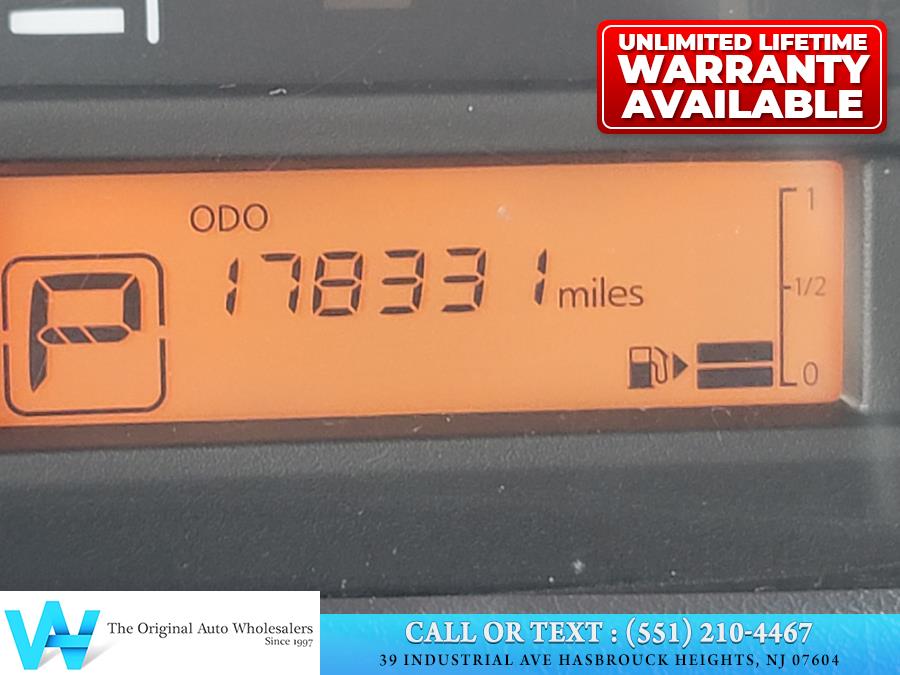 UNLIMITED LIFETIME
WARRANTY
AVAILABLE
ODO
178331 miles
P
1
1/2
0
The Original Auto Wholesalers
Since 1997
CALL OR TEXT : (551) 210-4467
39 INDUSTRIAL AVE HASBROUCK HEIGHTS, NJ 07604